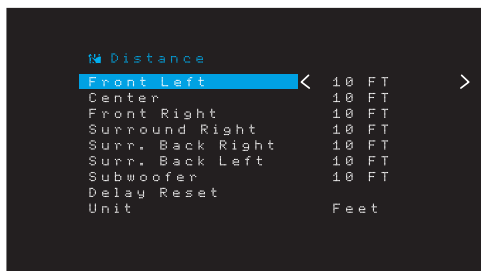 Distance
Front Left < 10 FT >
Center 10 FT
Front Right 10 FT
Surround Right 10 FT
Surr. Back Right 10 FT
Surr. Back Left 10 FT
Subwoofer 10 FT
Delay Reset
Unit Feet